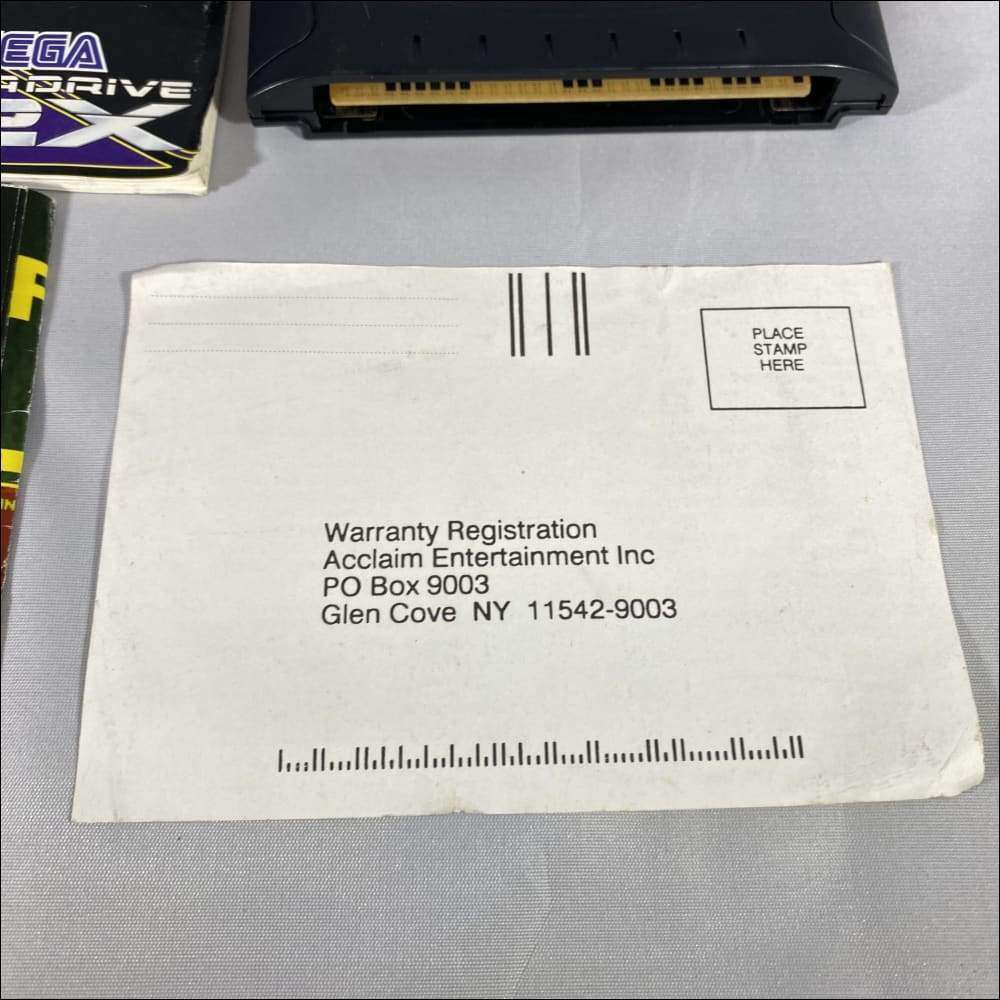 SEGA
DRIVE
2X
PLACE
STAMP
HERE
Warranty Registration
Acclaim Entertainment Inc
PO Box 9003
Glen Cove NY 11542-9003